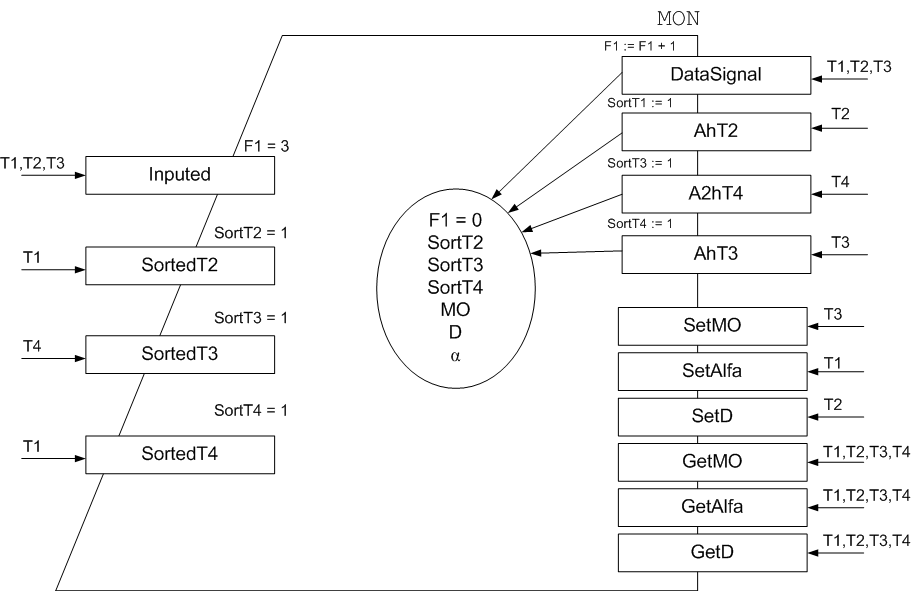 MON
F1 := F1 + 1
DataSignal
T1,T2,T3
SortT1 := 1
AhT2
T2
F1 = 3
T1,T2,T3
Inputed
SortT3 := 1
A2hT4
T4
F1 = 0
SortT2
SortT3
SortT4
MO
D
α
SortT4 := 1
AhT3
T3
SortT2 = 1
T1
SortedT2
SortT3 = 1
T4
SortedT3
SortT4 = 1
T1
SortedT4
SetMO
T3
SetAlfa
T1
SetD
T2
GetMO
T1,T2,T3,T4
GetAlfa
T1,T2,T3,T4
GetD
T1,T2,T3,T4